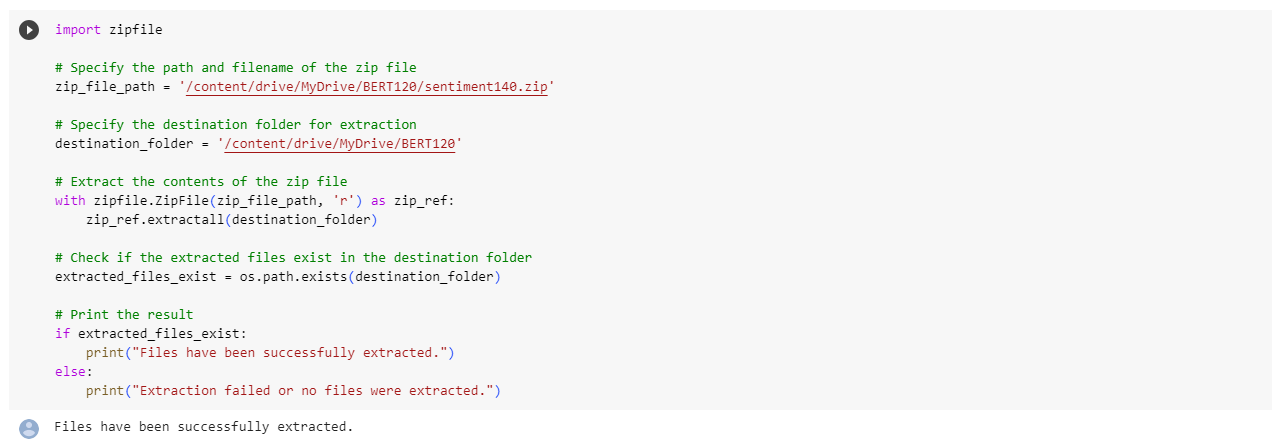 import zipfile
# Specify the path and filename of the zip file
zip_file_path = '/content/drive/MyDrive/BERT120/sentiment140.zip'
# Specify the destination folder for extraction
destination_folder = '/content/drive/MyDrive/BERT120'
# Extract the contents of the zip file
with zipfile.ZipFile(zip_file_path, 'r') as zip_ref:
    zip_ref.extractall(destination_folder)
# Check if the extracted files exist in the destination folder
extracted_files_exist = os.path.exists(destination_folder)
# Print the result
if extracted_files_exist:
    print("Files have been successfully extracted.")
else:
    print("Extraction failed or no files were extracted.")
Files have been successfully extracted.